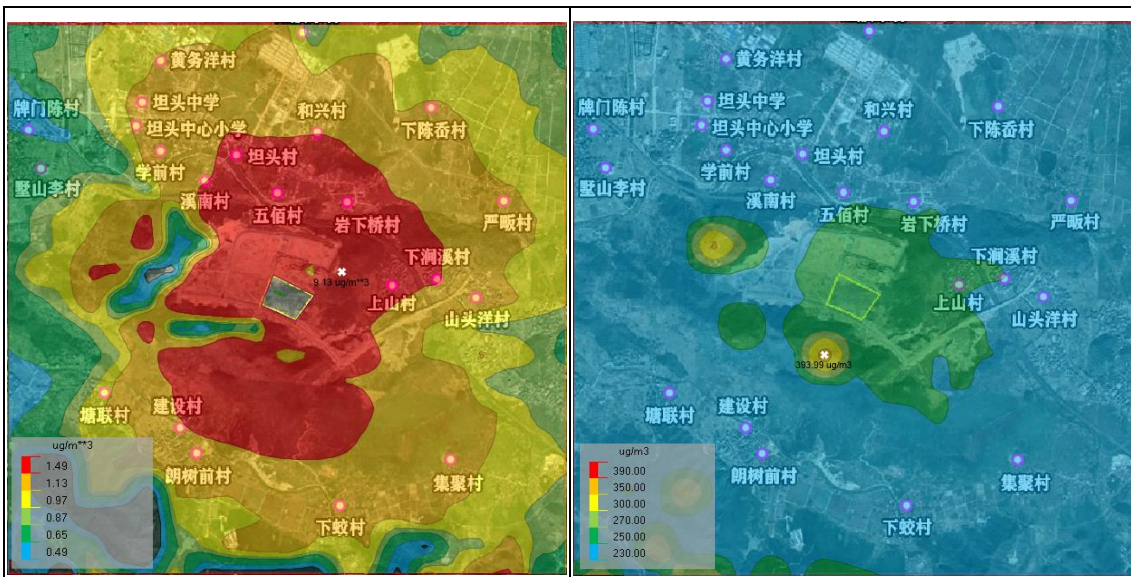 黄务洋村
坦头中学
牌门陈村
坦头中心小学
和兴村
下陈岙村
坦头村
学前村
墅山李村
溪南村
五佰村
岩下桥村
严畈村
下涧溪村
9.13 ug/m**3
上山村
山头洋村
塘联村
建设村
朗树前村
集聚村
下蛟村
ug/m**3
1.49
1.13
0.97
0.87
0.65
0.49
黄务洋村
坦头中学
牌门陈村
坦头中心小学
和兴村
下陈岙村
坦头村
学前村
墅山李村
溪南村
五佰村
岩下桥村
严畈村
下涧溪村
上山村
山头洋村
393.99 ug/m3
塘联村
建设村
朗树前村
集聚村
下蛟村
ug/m3
390.00
350.00
300.00
270.00
250.00
230.00